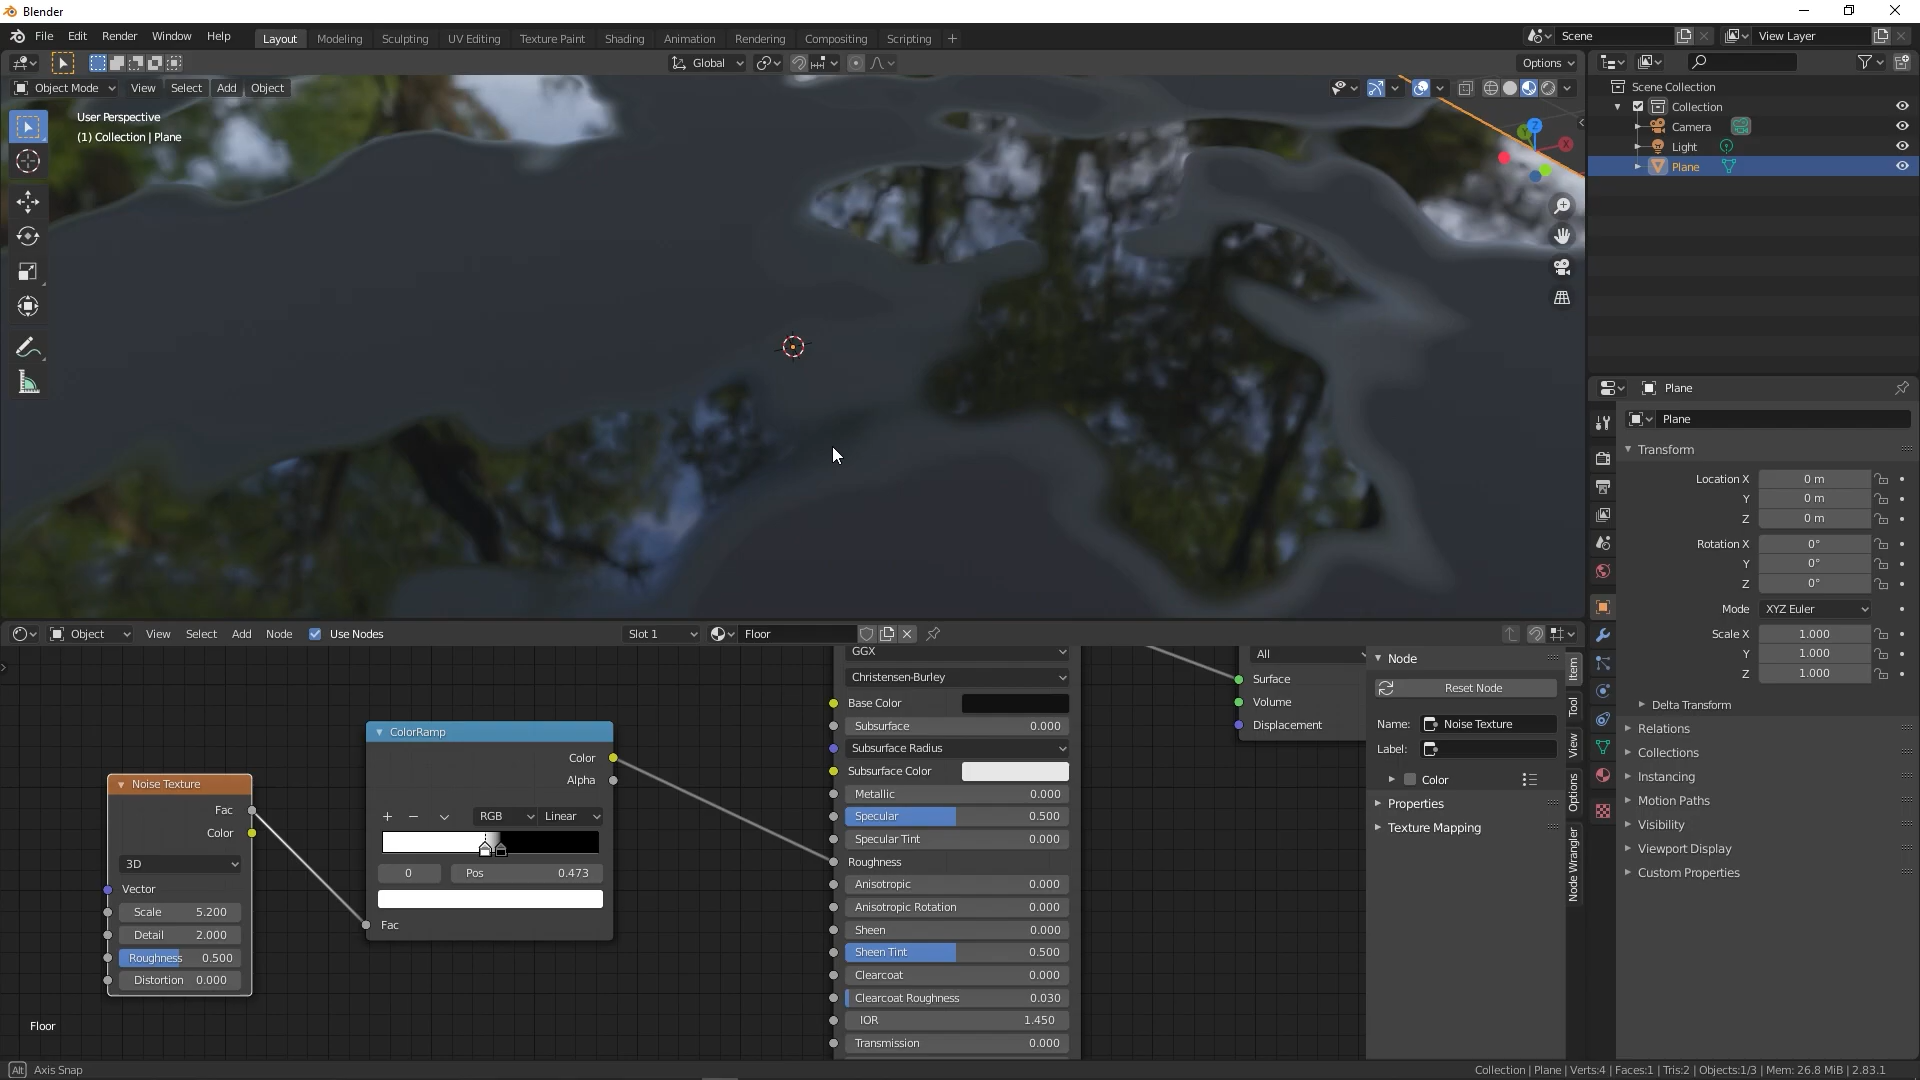 Blender
File Edit Render Window Help Layout Modeling Sculpting UV Editing Texture Paint Shading Animation Rendering Compositing Scripting + Scene View Layer
Global Options
Object Mode View Select Add Object
User Perspective
(1) Collection | Plane
Z
Y
X
Scene Collection
Collection
Camera
Light
Plane
Plane
Plane
Transform
Location X 0 m
Y 0 m
Z 0 m
Rotation X 0°
Y 0°
Z 0°
Mode XYZ Euler
Scale X 1.000
Y 1.000
Z 1.000
Delta Transform
Relations
Collections
Instancing
Motion Paths
Visibility
Viewport Display
Custom Properties
Object View Select Add Node Use Nodes Slot 1 Floor
Noise Texture
Fac
Color
3D
Vector
Scale 5.200
Detail 2.000
Roughness 0.500
Distortion 0.000
ColorRamp
Color
Alpha
+ − RGB Linear
0 Pos 0.473
Fac
GGX
Christensen-Burley
Base Color
Subsurface 0.000
Subsurface Radius
Subsurface Color
Metallic 0.000
Specular 0.500
Specular Tint 0.000
Roughness
Anisotropic 0.000
Anisotropic Rotation 0.000
Sheen 0.000
Sheen Tint 0.500
Clearcoat 0.000
Clearcoat Roughness 0.030
IOR 1.450
Transmission 0.000
All
Surface
Volume
Displacement
Node
Reset Node
Name: Noise Texture
Label:
Color
Properties
Texture Mapping
Item
Tool
View
Options
Node Wrangler
Floor
Alt Axis Snap
Collection | Plane | Verts:4 | Faces:1 | Tris:2 | Objects:1/3 | Mem: 26.8 MiB | 2.83.1